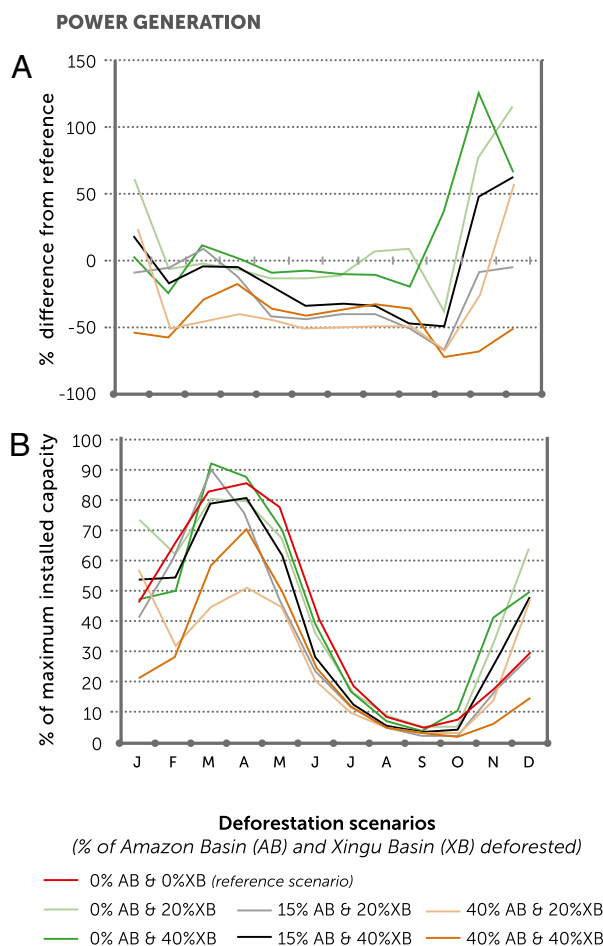 POWER GENERATION
A
% difference from reference
150
100
50
0
-50
-100
B
% of maximum installed capacity
100
90
80
70
60
50
40
30
20
10
0
J F M A M J J A S O N D
Deforestation scenarios
(% of Amazon Basin (AB) and Xingu Basin (XB) deforested)
0% AB & 0%XB (reference scenario)
0% AB & 20%XB 15% AB & 20%XB 40% AB & 20%XB
0% AB & 40%XB 15% AB & 40%XB 40% AB & 40%XB